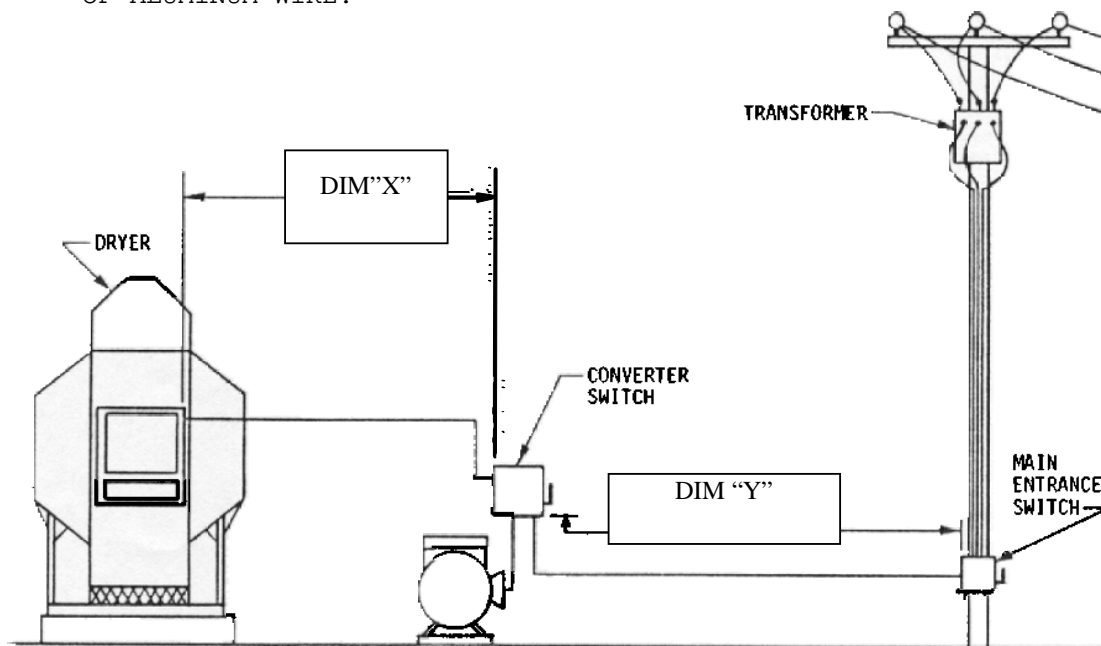 OF ALUMINUM WIRE.
TRANSFORMER
DIM"X"
DRYER
CONVERTER
SWITCH
DIM “Y”
MAIN
ENTRANCE
SWITCH